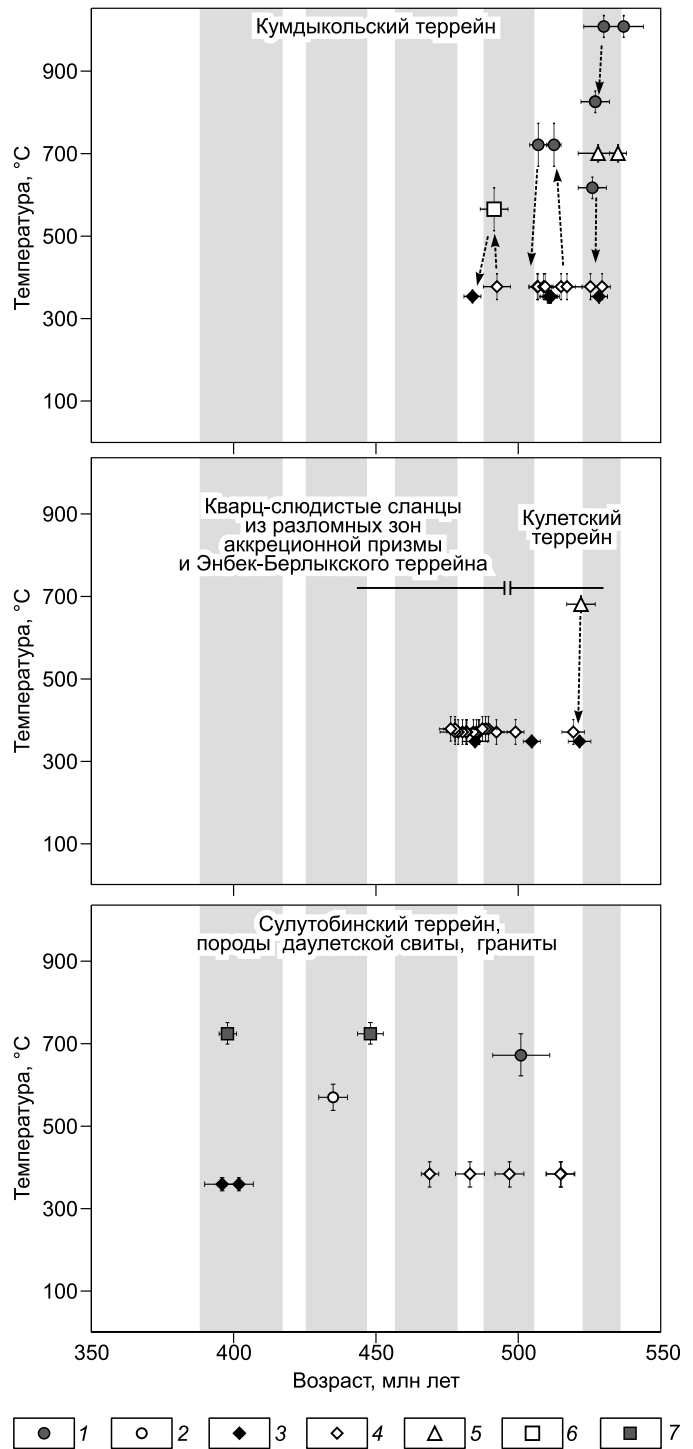 Кумдыкольский террейн
900
700
500
300
100
Температура, °C
Кварц-слюдистые сланцы
из разломных зон
аккреционной призмы
и Энбек-Берлыкского террейна
Кулетский
террейн
900
700
500
300
100
Температура, °C
Сулутобинский террейн,
породы даулетской свиты, граниты
900
700
500
300
100
Температура, °C
350 400 450 500 550
Возраст, млн лет
1 2 3 4 5 6 7